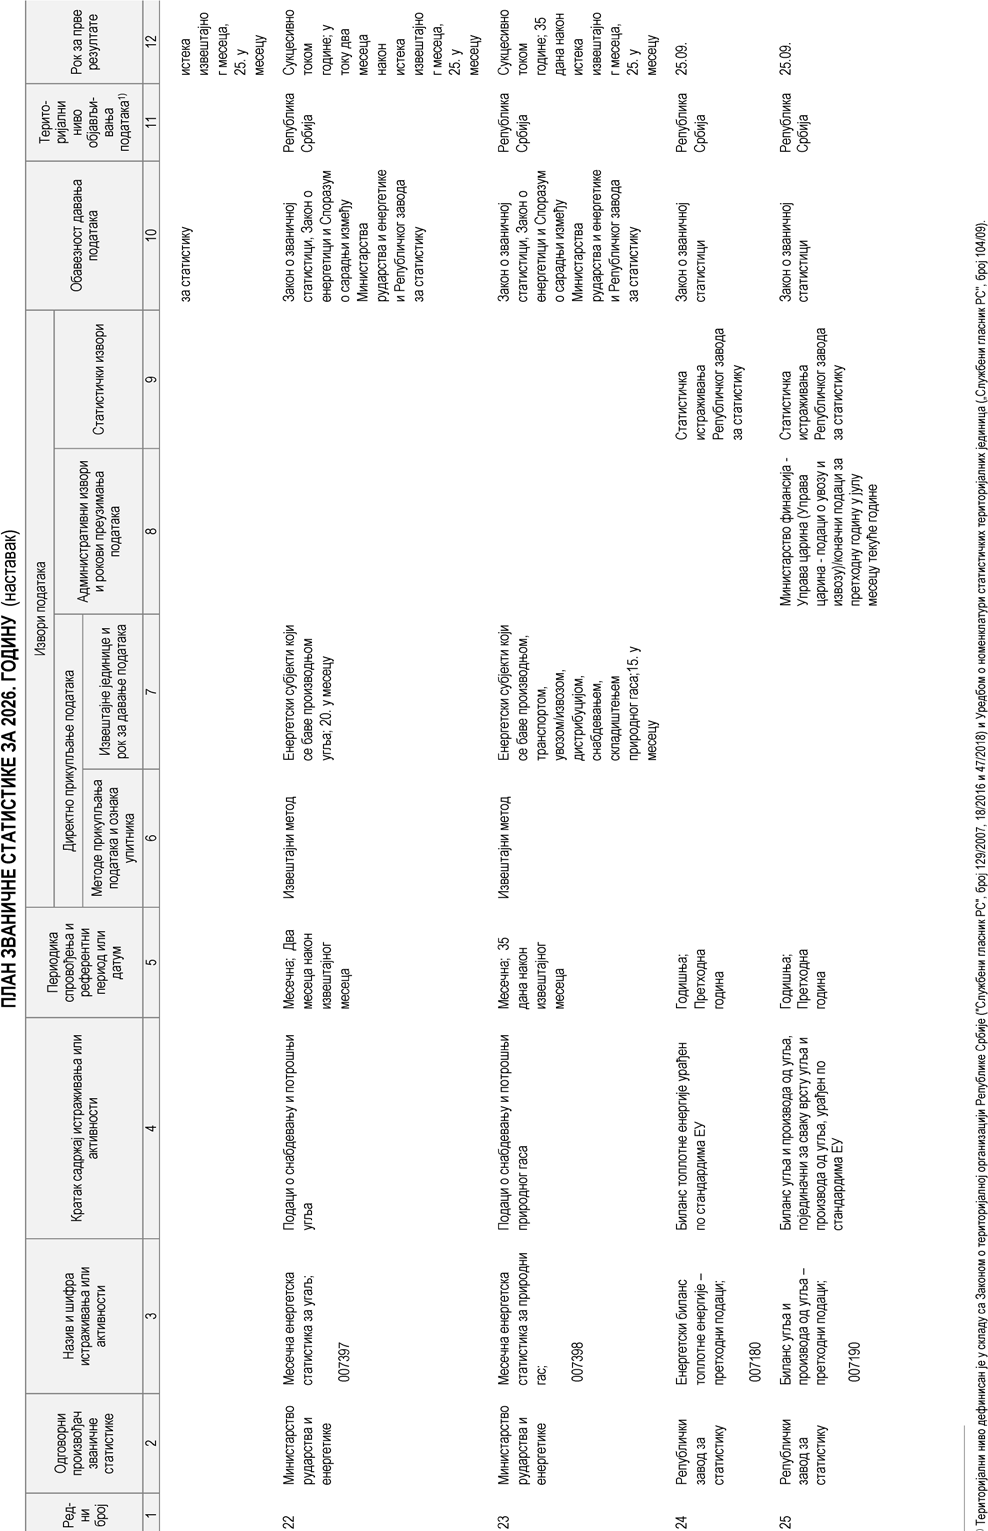 ПЛАН ЗВАНИЧНЕ СТАТИСТИКЕ ЗА 2026. ГОДИНУ (наставак)
Ред-
ни
број
Одговорни
произвођач
званичне
статистике
Назив и шифра
истраживања или
активности
Кратак садржај истраживања или
активности
Периодика
спровођења и
референтни
период или
датум
Извори података
Директно прикупљање података
Методе прикупљања
података и ознака
упитника
Извештајне јединице и
рок за давање података
Административни извори
и рокови преузимања
података
Статистички извори
Обавезност давања
података
Терито-
ријални
ниво
објављи-
вања
података¹⁾
Рок за прве
резултате
1 2 3 4 5 6 7 8 9 10 11 12
за статистику
истека
извештајно
г месеца,
25. у
месецу
22
Министарство
рударства и
енергетике
Месечна енергетска
статистика за угаљ;
007397
Подаци о снабдевању и потрошњи
угља
Месечна; Два
месеца након
извештајног
месеца
Извештајни метод
Енергетски субјекти који
се баве производњом
угља; 20. у месецу
Закон о званичној
статистици, Закон о
енергетици и Споразум
о сарадњи између
Министарства
рударства и енергетике
и Републичког завода
за статистику
Република
Србија
Сукцесивно
током
године; у
току два
месеца
након
истека
извештајно
г месеца,
25. у
месецу
23
Министарство
рударства и
енергетике
Месечна енергетска
статистика за природни
гас;
007398
Подаци о снабдевању и потрошњи
природног гаса
Месечна; 35
дана након
извештајног
месеца
Извештајни метод
Енергетски субјекти који
се баве производњом,
транспортом,
увозом/извозом,
дистрибуцијом,
снабдевањем,
складиштењем
природног гаса;15. у
месецу
Закон о званичној
статистици, Закон о
енергетици и Споразум
о сарадњи између
Министарства
рударства и енергетике
и Републичког завода
за статистику
Република
Србија
Сукцесивно
током
године; 35
дана након
истека
извештајно
г месеца,
25. у
месецу
24
Републички
завод за
статистику
Енергетски биланс
топлотне енергије –
претходни подаци;
007180
Биланс топлотне енергије урађен
по стандардима ЕУ
Годишња;
Претходна
година
Статистичка
истраживања
Републичког завода
за статистику
Закон о званичној
статистици
Република
Србија
25.09.
25
Републички
завод за
статистику
Биланс угља и
производа од угља –
претходни подаци;
007190
Биланс угља и производа од угља,
појединачни за сваку врсту угља и
производа од угља, урађен по
стандардима ЕУ
Годишња;
Претходна
година
Министарство финансија -
Управа царина (Управа
царина - подаци о увозу и
извозу)/коначни подаци за
претходну годину у јулу
месецу текуће године
Статистичка
истраживања
Републичког завода
за статистику
Закон о званичној
статистици
Република
Србија
25.09.
) Територијални ниво дефинисан је у складу са Законом о територијалној организацији Републике Србије ("Службени гласник РС", број 129/2007, 18/2016 и 47/2018) и Уредбом о номенклатури статистичких територијалних јединица („Службени гласник РС", број 104/09).